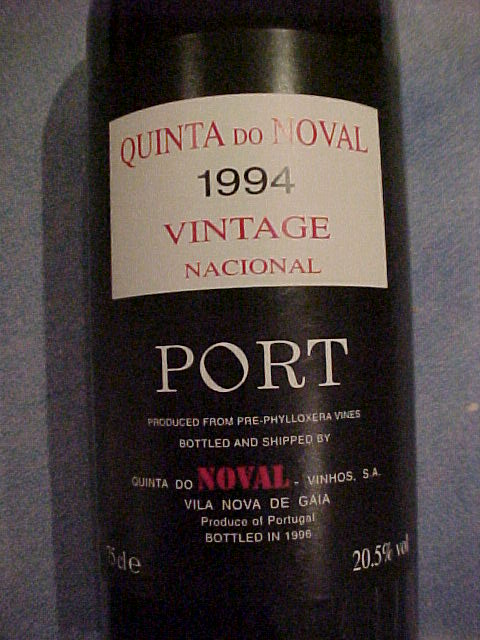 QUINTA DO NOVAL
1994
VINTAGE
NACIONAL
PORT
PRODUCED FROM PRE-PHYLLOXERA VINES
BOTTLED AND SHIPPED BY
QUINTA DO NOVAL - VINHOS, S.A.
VILA NOVA DE GAIA
Produce of Portugal
BOTTLED IN 1996
75cle 20.5% vol